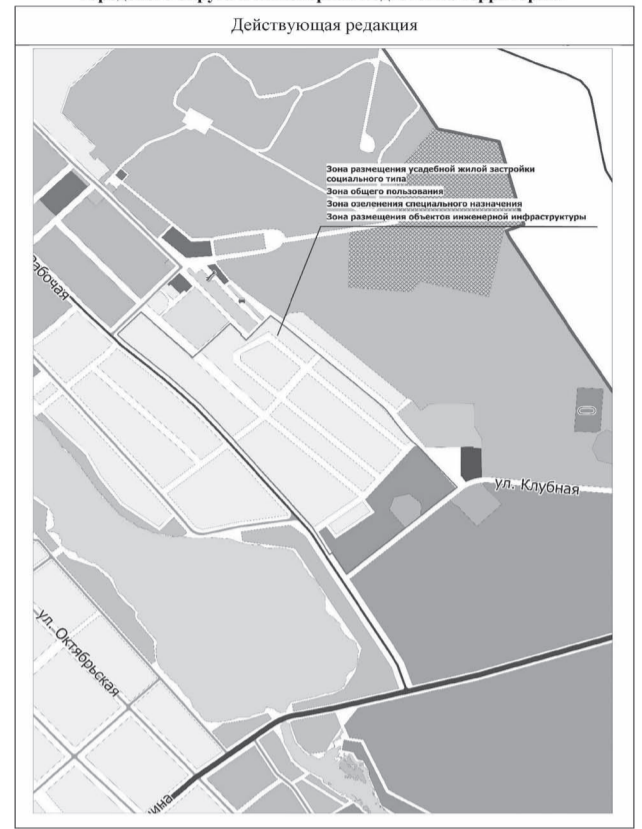 Действующая редакция
Зона размещения усадебной жилой застройки
социального типа
Зона общего пользования
Зона озеленения специального назначения
Зона размещения объектов инженерной инфраструктуры
Рабочая
ул. Клубная
ул. Октябрьская